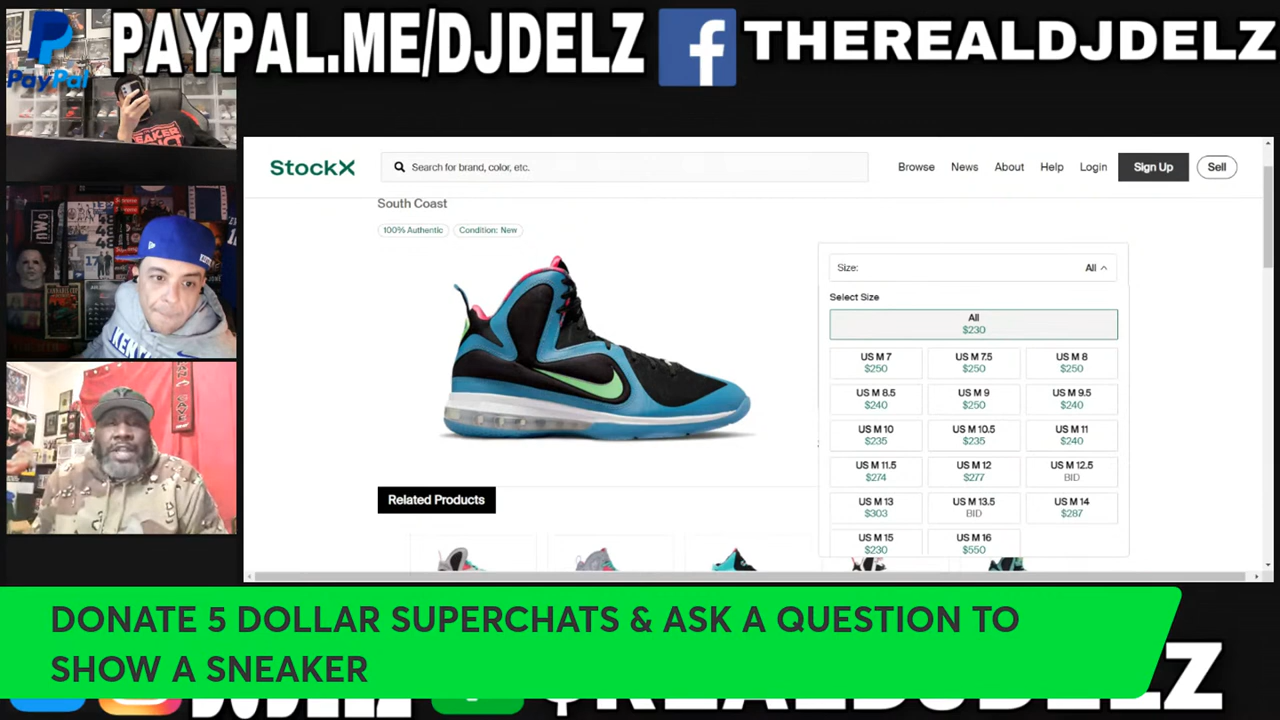 PayPal
PAYPAL.ME/DJDELZ
THEREALDJDELZ
StockX
Search for brand, color, etc.
Browse News About Help Login Sign Up Sell
South Coast
100% Authentic Condition: New
Size: All
Select Size
All
$230
US M 7 US M 7.5 US M 8
$250 $250 $250
US M 8.5 US M 9 US M 9.5
$240 $250 $240
US M 10 US M 10.5 US M 11
$235 $235 $240
US M 11.5 US M 12 US M 12.5
$274 $277 BID
US M 13 US M 13.5 US M 14
$303 BID $287
US M 15 US M 16
$230 $550
Related Products
DONATE 5 DOLLAR SUPERCHATS & ASK A QUESTION TO
SHOW A SNEAKER